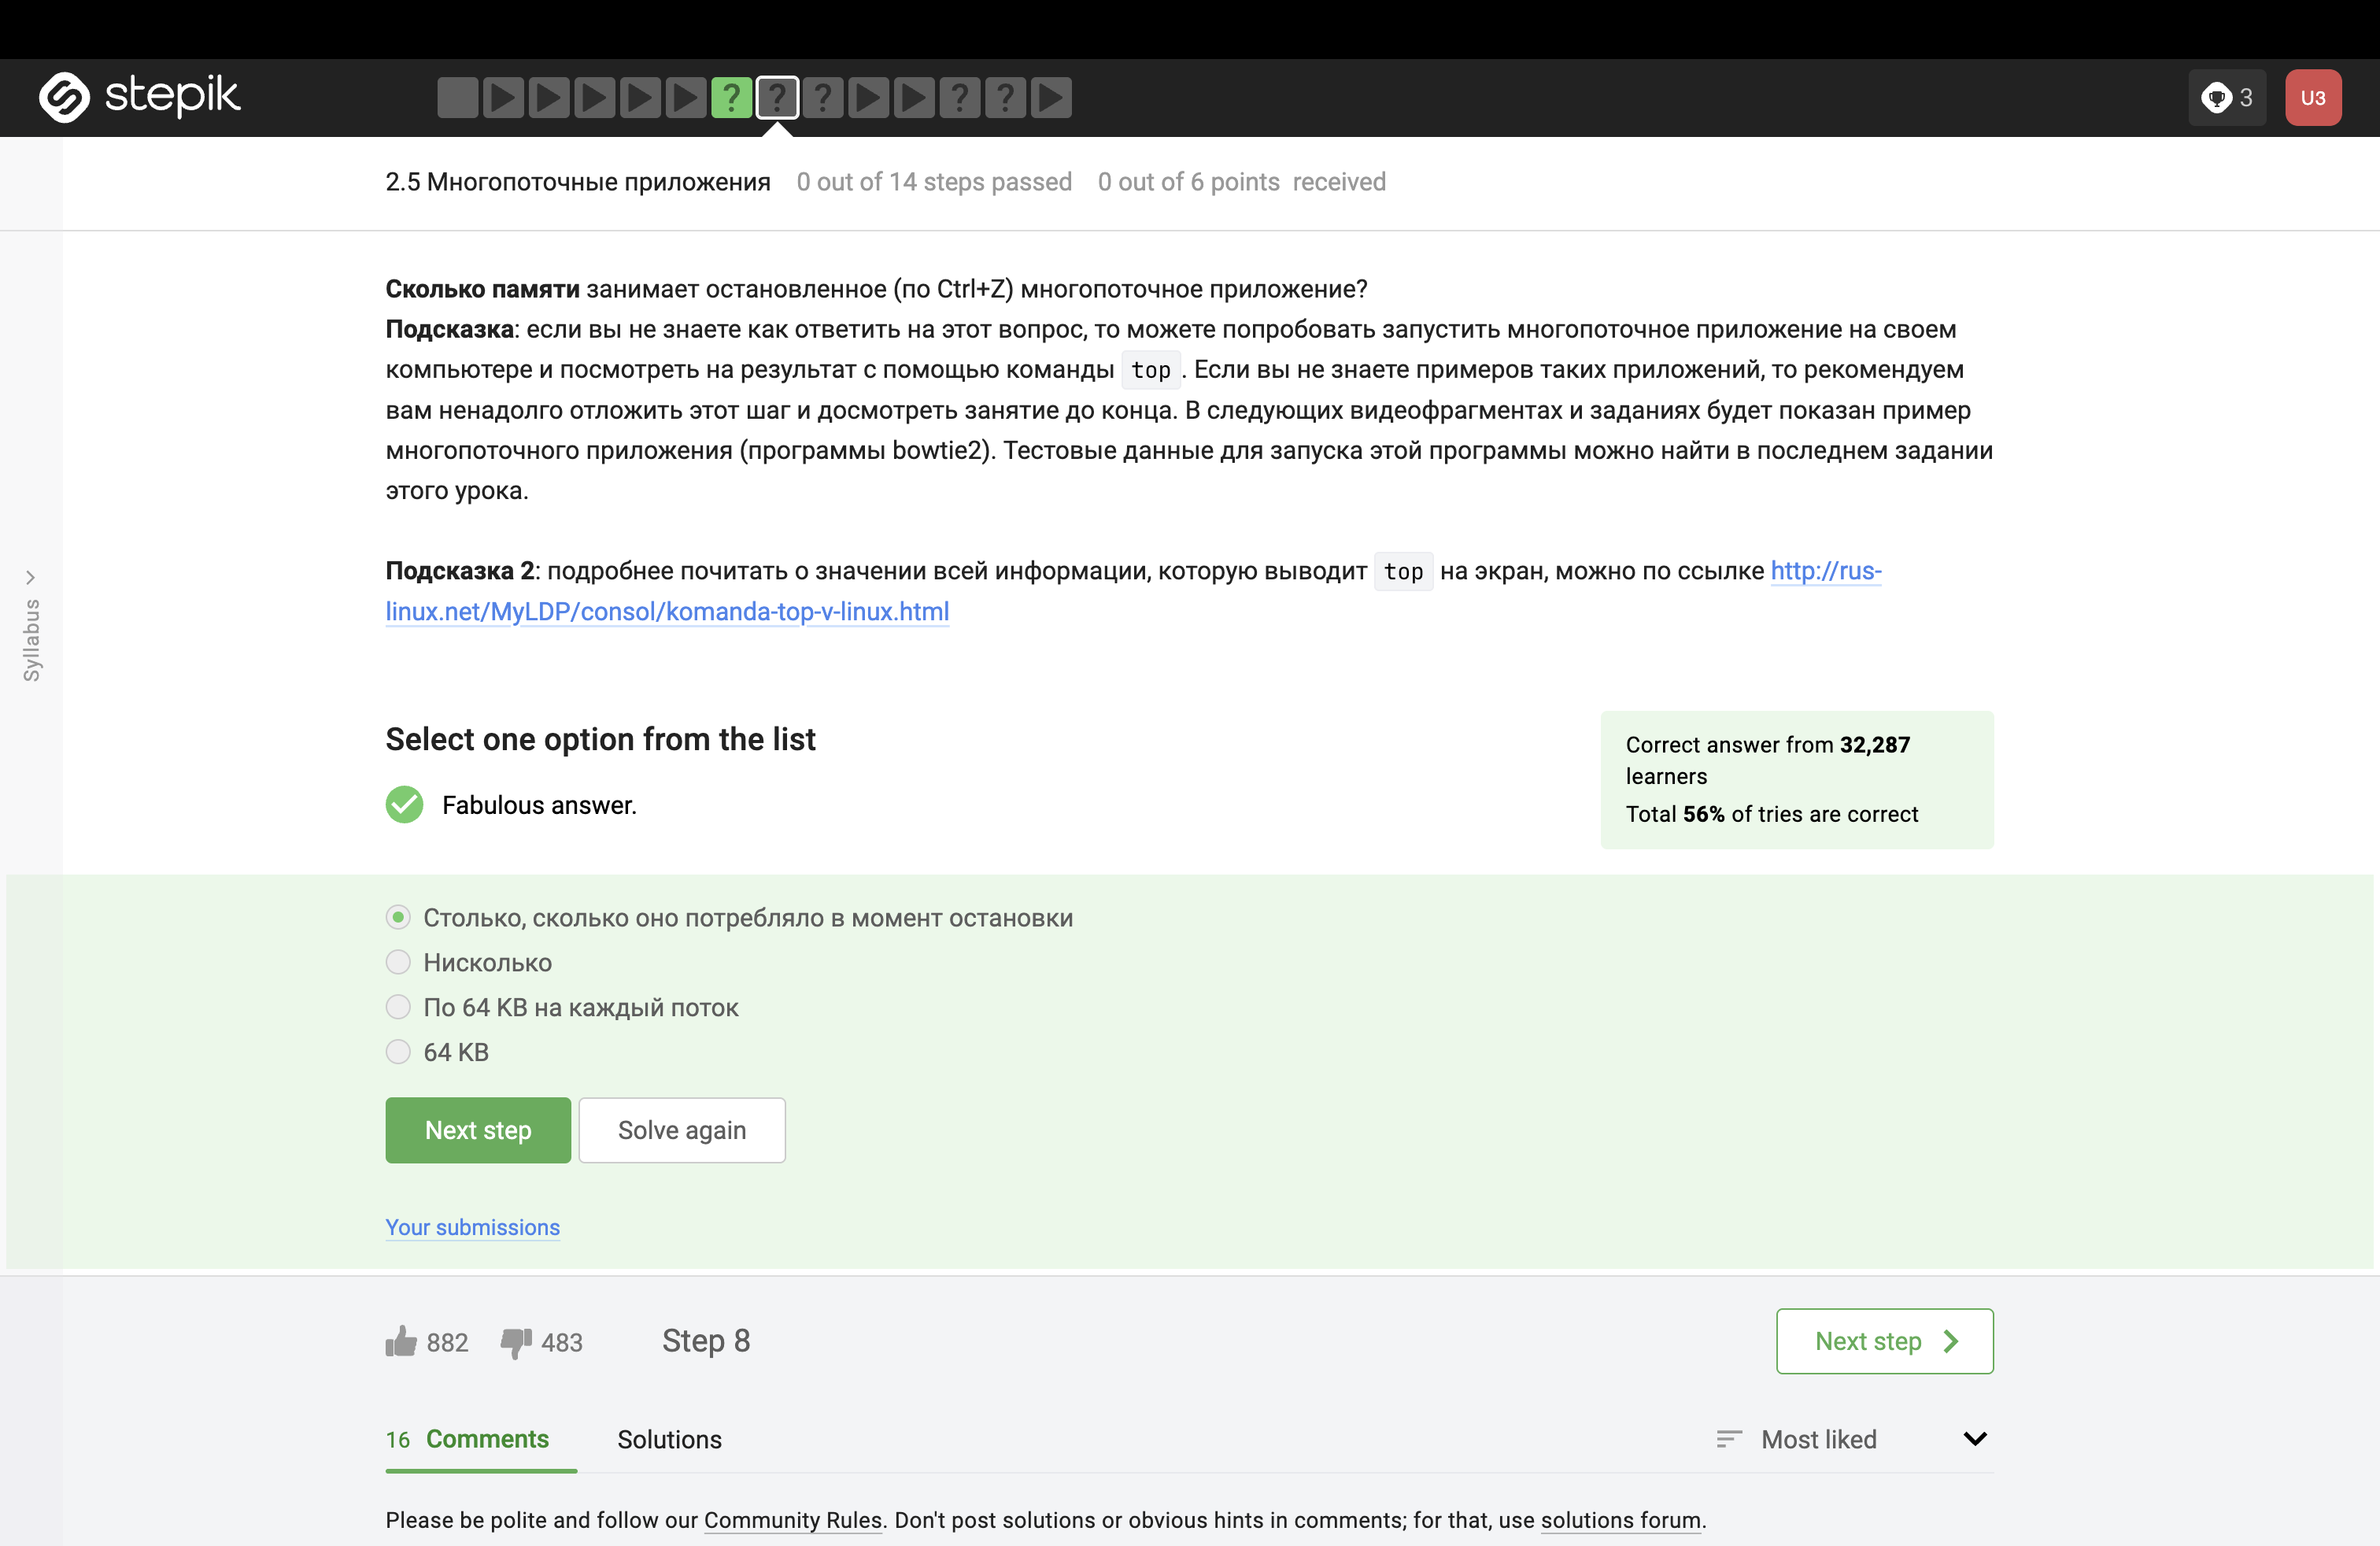 stepik
? ? ? ? ?
3
U3
2.5 Многопоточные приложения 0 out of 14 steps passed 0 out of 6 points received
Syllabus
Сколько памяти занимает остановленное (по Ctrl+Z) многопоточное приложение?
Подсказка: если вы не знаете как ответить на этот вопрос, то можете попробовать запустить многопоточное приложение на своем
компьютере и посмотреть на результат с помощью команды top . Если вы не знаете примеров таких приложений, то рекомендуем
вам ненадолго отложить этот шаг и досмотреть занятие до конца. В следующих видеофрагментах и заданиях будет показан пример
многопоточного приложения (программы bowtie2). Тестовые данные для запуска этой программы можно найти в последнем задании
этого урока.
Подсказка 2: подробнее почитать о значении всей информации, которую выводит top на экран, можно по ссылке http://rus-
linux.net/MyLDP/consol/komanda-top-v-linux.html
Select one option from the list
Fabulous answer.
Correct answer from 32,287
learners
Total 56% of tries are correct
Столько, сколько оно потребляло в момент остановки
Нисколько
По 64 KB на каждый поток
64 KB
Next step Solve again
Your submissions
882 483 Step 8 Next step
16 Comments Solutions Most liked
Please be polite and follow our Community Rules. Don't post solutions or obvious hints in comments; for that, use solutions forum.